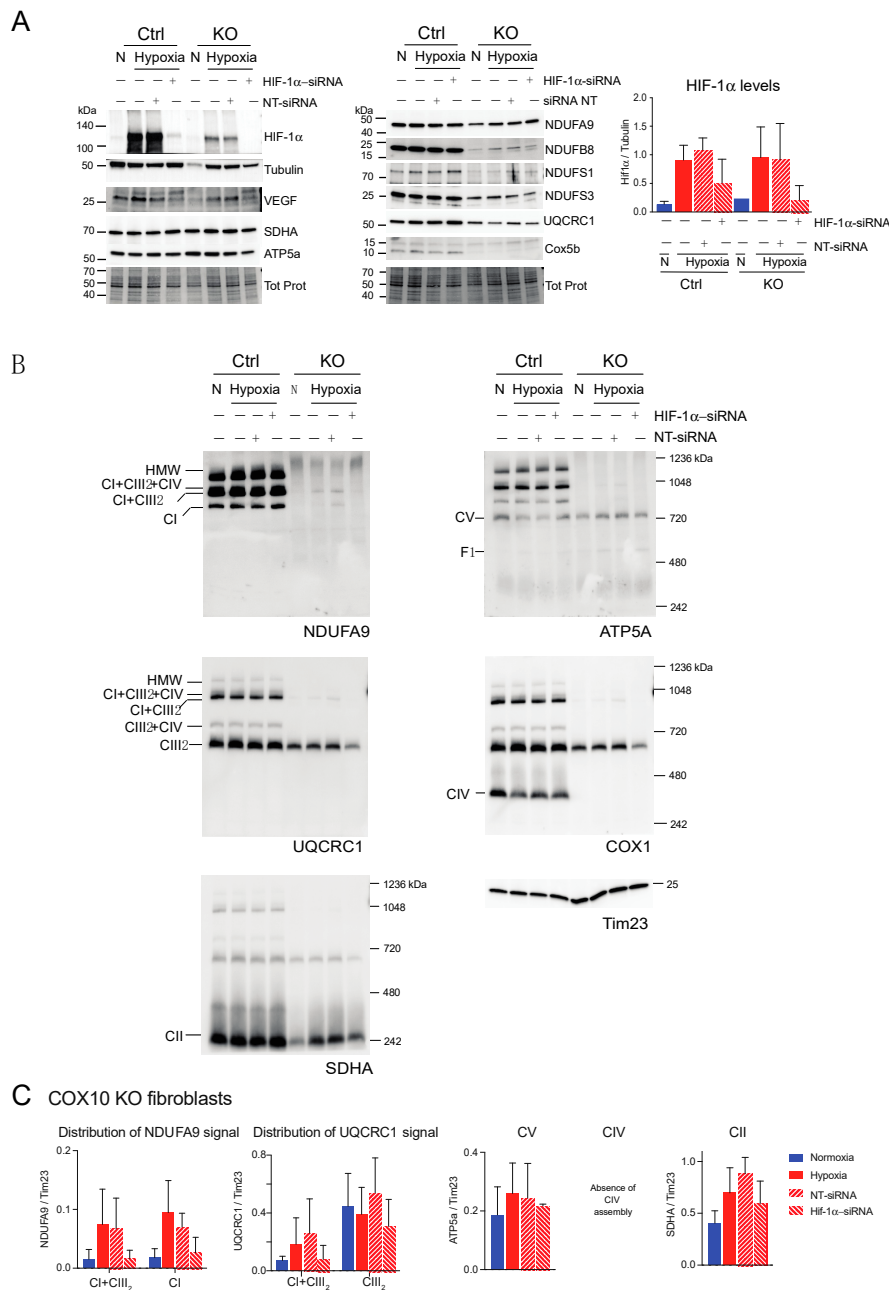 A
Ctrl KO
N Hypoxia N Hypoxia
– – – + – – – + HIF-1α–siRNA
– – + – – – + – NT-siRNA
kDa
140
100
HIF-1α
50
Tubulin
25
VEGF
70
SDHA
50
ATP5a
70
50
40
Tot Prot
Ctrl KO
N Hypoxia N Hypoxia
– – – + – – – + HIF-1α-siRNA
– – + – – – + – siRNA NT
kDa
50
40
NDUFA9
25
15
NDUFB8
70
NDUFS1
25
NDUFS3
50
UQCRC1
15
10
Cox5b
70
50
40
Tot Prot
HIF-1α levels
Hif1α / Tubulin
2.0
1.5
1.0
0.5
0.0
– – – + – – – + HIF-1α-siRNA
– – + – – – + – NT-siRNA
N Hypoxia N Hypoxia
Ctrl KO
B
Ctrl KO
N Hypoxia N Hypoxia
– – – + – – – +
– – + – – – + –
HMW
CI+CIII2+CIV
CI+CIII2
CI
NDUFA9
Ctrl KO
N Hypoxia N Hypoxia
– – – + – – – + HIF-1α–siRNA
– – + – – – + – NT-siRNA
1236 kDa
1048
CV
720
F1
480
242
ATP5A
HMW
CI+CIII2+CIV
CI+CIII2
CIII2+CIV
CIII2
UQCRC1
1236 kDa
1048
720
480
CIV
242
COX1
1236 kDa
1048
720
480
CII
242
SDHA
25
Tim23
C COX10 KO fibroblasts
Distribution of NDUFA9 signal
NDUFA9 / Tim23
0.2
0.1
0.0
CI+CIII2 CI
Distribution of UQCRC1 signal
UQCRC1 / Tim23
0.8
0.4
0.0
CI+CIII2 CIII2
CV
ATP5a / Tim23
0.4
0.2
0.0
CIV
Absence of
CIV
assembly
CII
SDHA / Tim23
1.0
0.5
0.0
Normoxia
Hypoxia
NT-siRNA
Hif-1α–siRNA